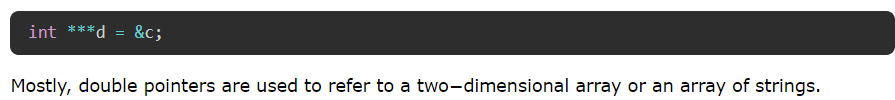 int ***d = &c;
Mostly, double pointers are used to refer to a two−dimensional array or an array of strings.